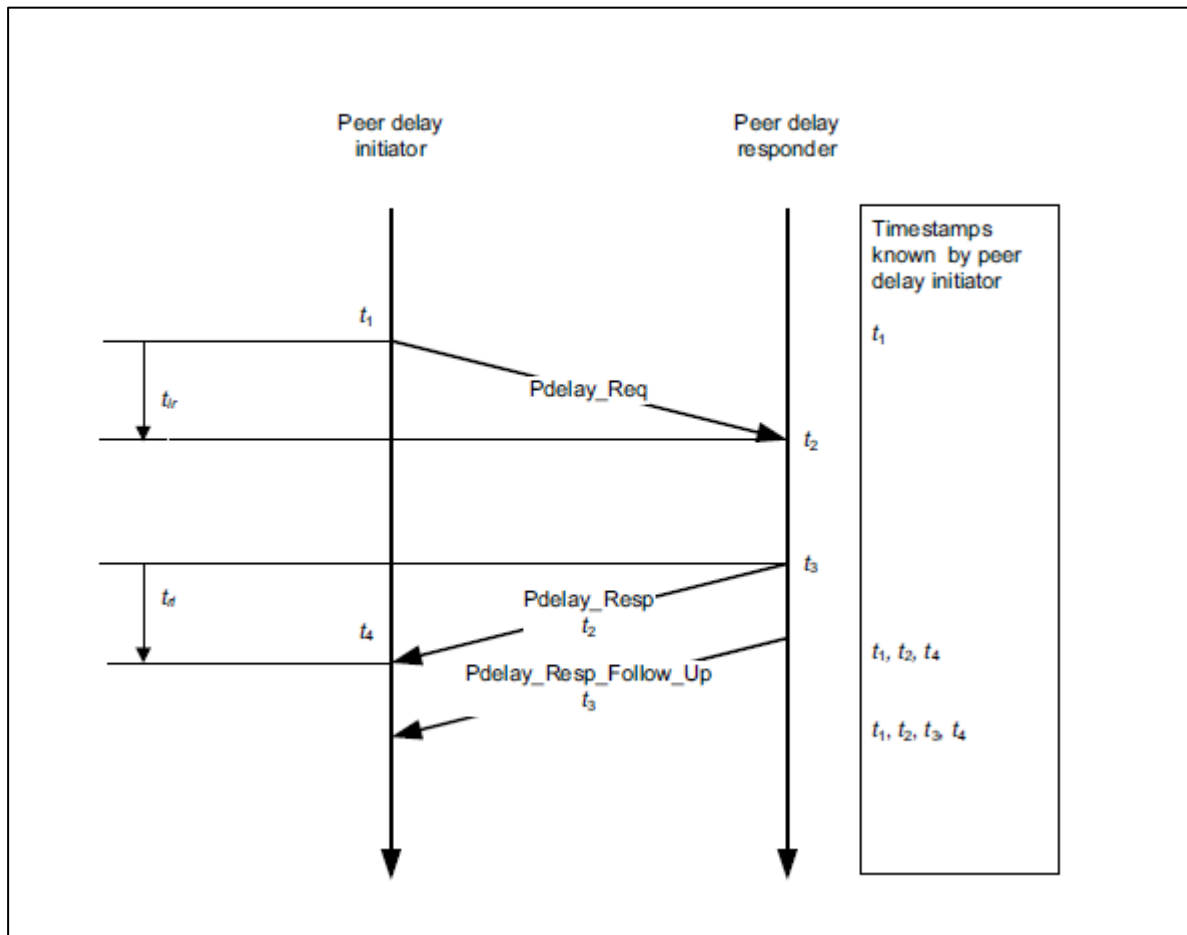 Peer delay
initiator
Peer delay
responder
Timestamps
known by peer
delay initiator
t₁
t₁
Pdelay_Req
tᵢᵣ
t₂
t₃
Pdelay_Resp
t₂
t₄
t₁, t₂, t₄
Pdelay_Resp_Follow_Up
t₃
t₁, t₂, t₃, t₄